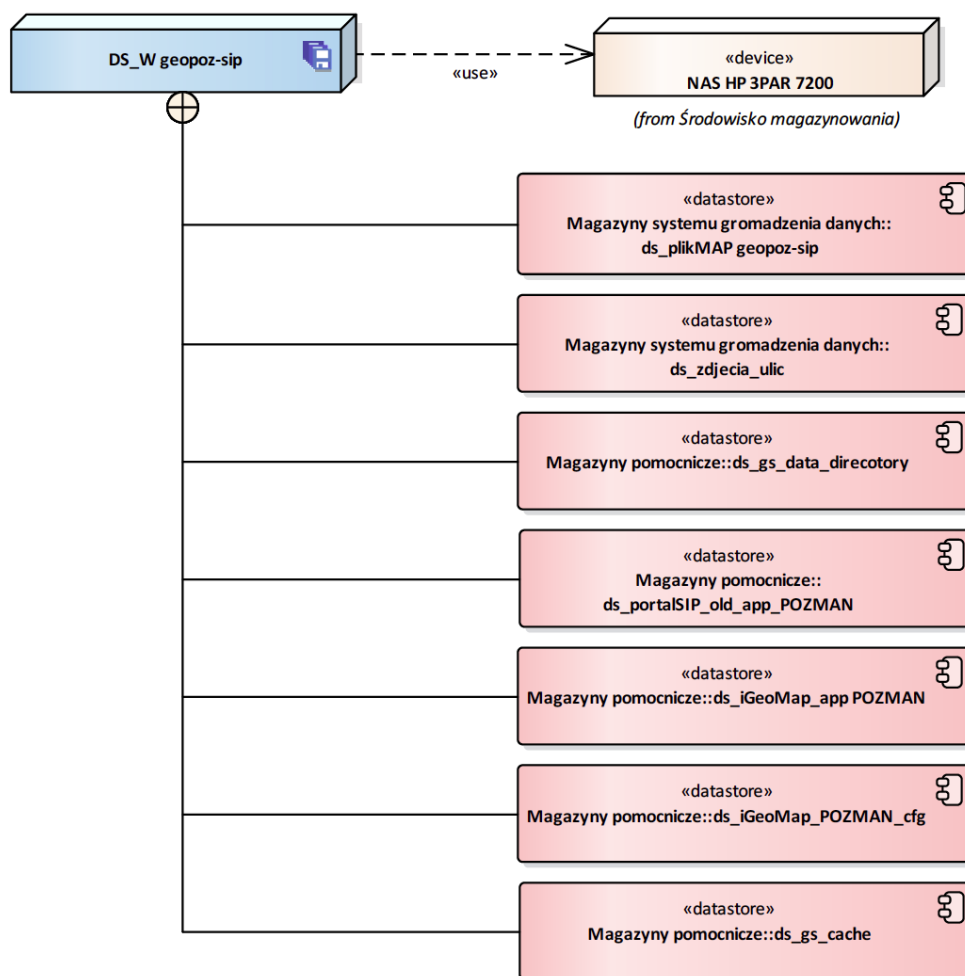 DS_W geopoz-sip
«use»
«device»
NAS HP 3PAR 7200
(from Środowisko magazynowania)
«datastore»
Magazyny systemu gromadzenia danych::
ds_plikMAP geopoz-sip
«datastore»
Magazyny systemu gromadzenia danych::
ds_zdjecia_ulic
«datastore»
Magazyny pomocnicze::ds_gs_data_direcotory
«datastore»
Magazyny pomocnicze::
ds_portalSIP_old_app_POZMAN
«datastore»
Magazyny pomocnicze::ds_iGeoMap_app POZMAN
«datastore»
Magazyny pomocnicze::ds_iGeoMap_POZMAN_cfg
«datastore»
Magazyny pomocnicze::ds_gs_cache